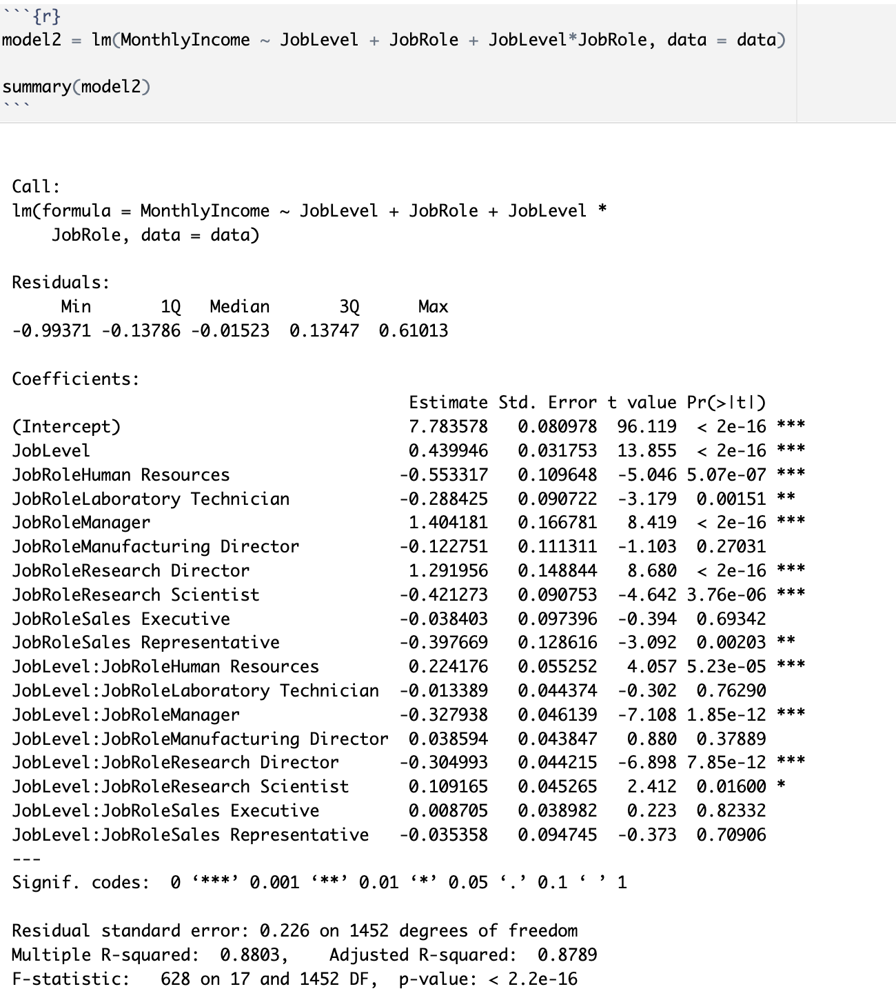 ```{r}
model2 = lm(MonthlyIncome ~ JobLevel + JobRole + JobLevel*JobRole, data = data)
summary(model2)
```
Call:
lm(formula = MonthlyIncome ~ JobLevel + JobRole + JobLevel *
    JobRole, data = data)
Residuals:
     Min       1Q   Median       3Q      Max
-0.99371 -0.13786 -0.01523  0.13747  0.61013
Coefficients:
                                        Estimate Std. Error t value Pr(>|t|)
(Intercept)                             7.783578   0.080978  96.119  < 2e-16 ***
JobLevel                                0.439946   0.031753  13.855  < 2e-16 ***
JobRoleHuman Resources                 -0.553317   0.109648  -5.046 5.07e-07 ***
JobRoleLaboratory Technician           -0.288425   0.090722  -3.179  0.00151 **
JobRoleManager                          1.404181   0.166781   8.419  < 2e-16 ***
JobRoleManufacturing Director          -0.122751   0.111311  -1.103  0.27031
JobRoleResearch Director                1.291956   0.148844   8.680  < 2e-16 ***
JobRoleResearch Scientist              -0.421273   0.090753  -4.642 3.76e-06 ***
JobRoleSales Executive                 -0.038403   0.097396  -0.394  0.69342
JobRoleSales Representative            -0.397669   0.128616  -3.092  0.00203 **
JobLevel:JobRoleHuman Resources         0.224176   0.055252   4.057 5.23e-05 ***
JobLevel:JobRoleLaboratory Technician  -0.013389   0.044374  -0.302  0.76290
JobLevel:JobRoleManager                -0.327938   0.046139  -7.108 1.85e-12 ***
JobLevel:JobRoleManufacturing Director  0.038594   0.043847   0.880  0.37889
JobLevel:JobRoleResearch Director      -0.304993   0.044215  -6.898 7.85e-12 ***
JobLevel:JobRoleResearch Scientist      0.109165   0.045265   2.412  0.01600 *
JobLevel:JobRoleSales Executive         0.008705   0.038982   0.223  0.82332
JobLevel:JobRoleSales Representative   -0.035358   0.094745  -0.373  0.70906
---
Signif. codes:  0 ‘***’ 0.001 ‘**’ 0.01 ‘*’ 0.05 ‘.’ 0.1 ‘ ’ 1
Residual standard error: 0.226 on 1452 degrees of freedom
Multiple R-squared:  0.8803,    Adjusted R-squared:  0.8789
F-statistic:   628 on 17 and 1452 DF,  p-value: < 2.2e-16